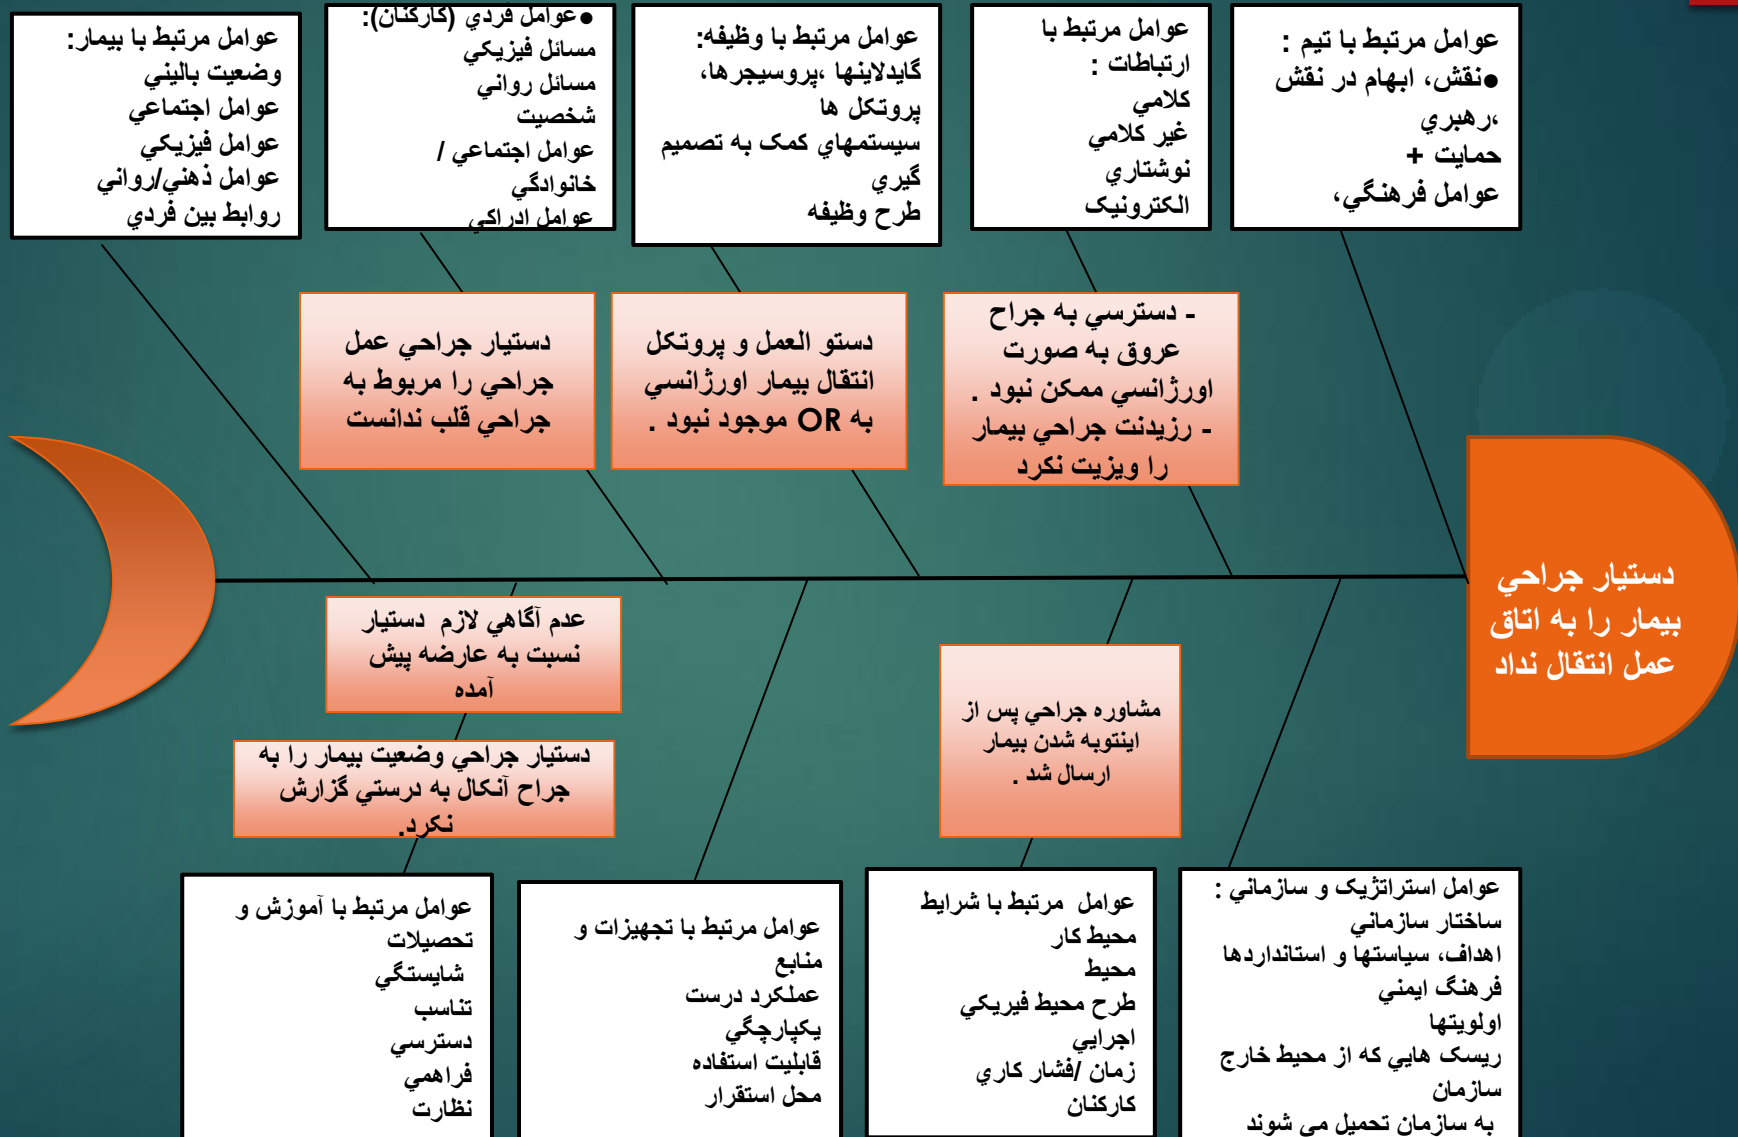 عوامل مرتبط با تيم :
●نقش، ابهام در نقش
،رهبري
حمايت +
عوامل فرهنگي،
عوامل مرتبط با
ارتباطات :
كلامي
غير كلامي
نوشتاري
الكترونيک
عوامل مرتبط با وظيفه:
گايدلاينها ،پروسيجرها،
پروتكل ها
سيستمهاي كمک به تصميم
گيري
طرح وظيفه
●عوامل فردي (كاركنان):
مسائل فيزيكي
مسائل رواني
شخصيت
عوامل اجتماعي /
خانوادگي
عوامل ادراكي
عوامل مرتبط با بيمار:
وضعيت باليني
عوامل اجتماعي
عوامل فيزيكي
عوامل ذهني/رواني
روابط بين فردي
- دسترسي به جراح
عروق به صورت
اورژانسي ممكن نبود .
- رزيدنت جراحي بيمار
را ويزيت نكرد
دستو العمل و پروتكل
انتقال بيمار اورژانسي
به OR موجود نبود .
دستيار جراحي عمل
جراحي را مربوط به
جراحي قلب ندانست
دستيار جراحي
بيمار را به اتاق
عمل انتقال نداد
مشاوره جراحي پس از
اينتوبه شدن بيمار
ارسال شد .
عدم آگاهي لازم دستيار
نسبت به عارضه پيش
آمده
دستيار جراحي وضعيت بيمار را به
جراح آنكال به درستي گزارش
نكرد.
عوامل استراتژيک و سازماني :
ساختار سازماني
اهداف، سياستها و استانداردها
فرهنگ ايمني
اولويتها
ريسک هايي كه از محيط خارج
سازمان
به سازمان تحميل مي شوند
عوامل مرتبط با شرايط
محيط كار
محيط
طرح محيط فيريكي
اجرايي
زمان /فشار كاري
كاركنان
عوامل مرتبط با تجهيزات و
منابع
عملكرد درست
يكپارچگي
قابليت استفاده
محل استقرار
عوامل مرتبط با آموزش و
تحصيلات
شايستگي
تناسب
دسترسي
فراهمي
نظارت